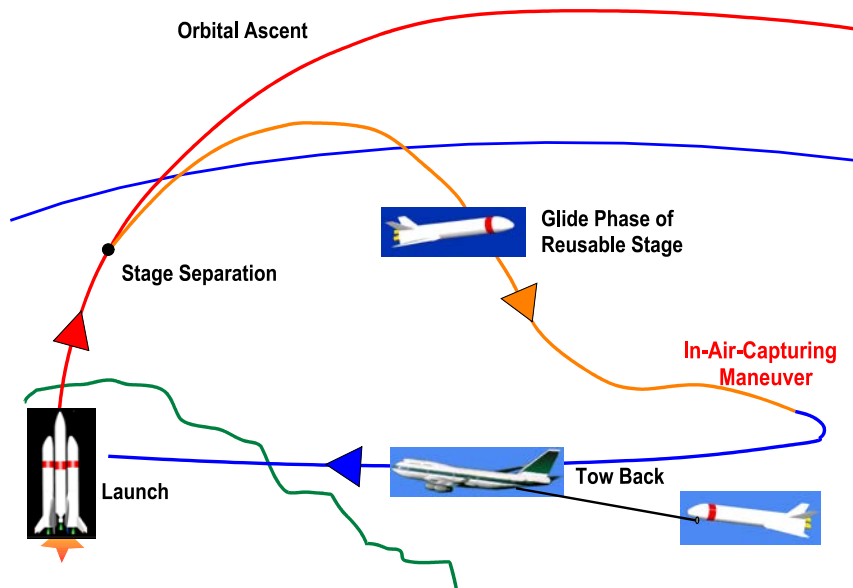 Orbital Ascent
Glide Phase of
Reusable Stage
Stage Separation
In-Air-Capturing
Maneuver
Tow Back
Launch